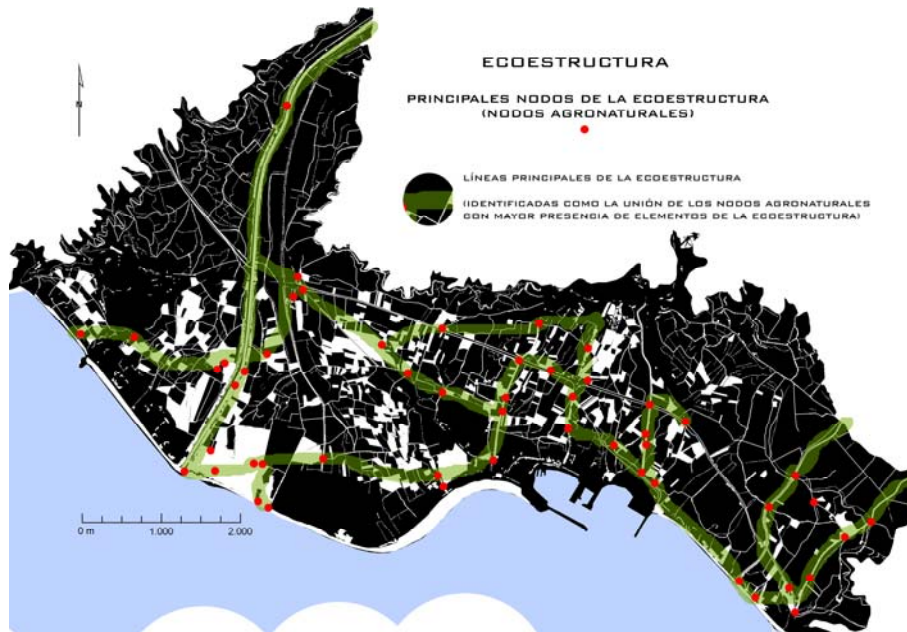 ECOESTRUCTURA
PRINCIPALES NODOS DE LA ECOESTRUCTURA
(NODOS AGRONATURALES)
LÍNEAS PRINCIPALES DE LA ECOESTRUCTURA
(IDENTIFICADAS COMO LA UNIÓN DE LOS NODOS AGRONATURALES
CON MAYOR PRESENCIA DE ELEMENTOS DE LA ECOESTRUCTURA)
N
0 m 1.000 2.000